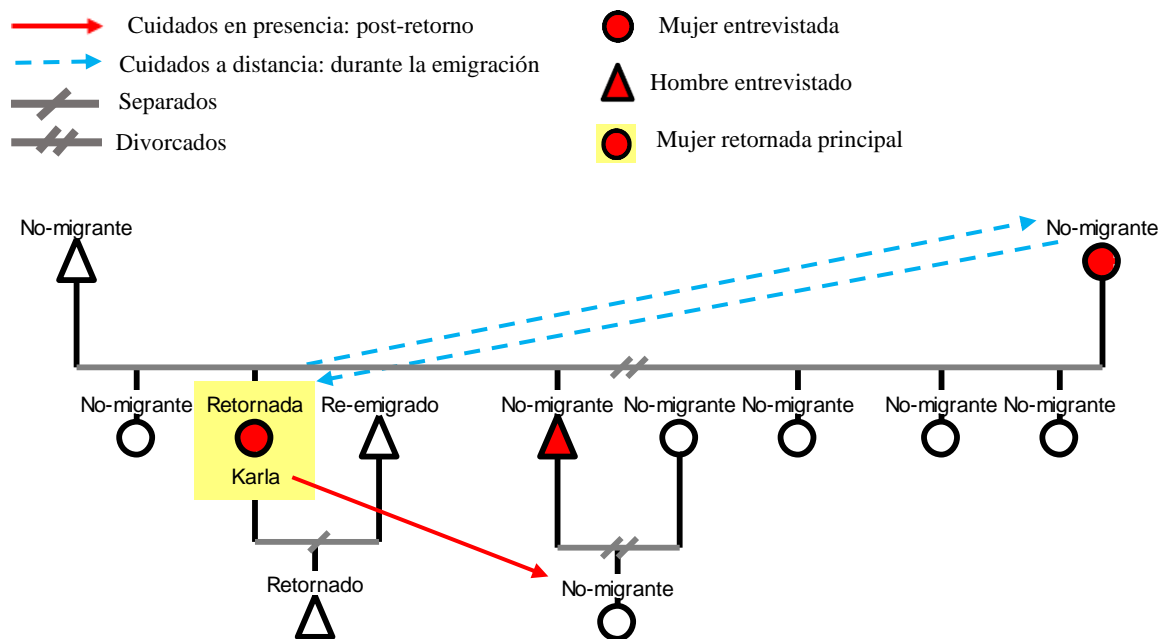 Cuidados en presencia: post-retorno
Cuidados a distancia: durante la emigración
Separados
Divorcados
Mujer entrevistada
Hombre entrevistado
Mujer retornada principal
No-migrante
No-migrante
No-migrante
Retornada
Re-emigrado
No-migrante
No-migrante
No-migrante
No-migrante
No-migrante
Karla
Retornado
No-migrante